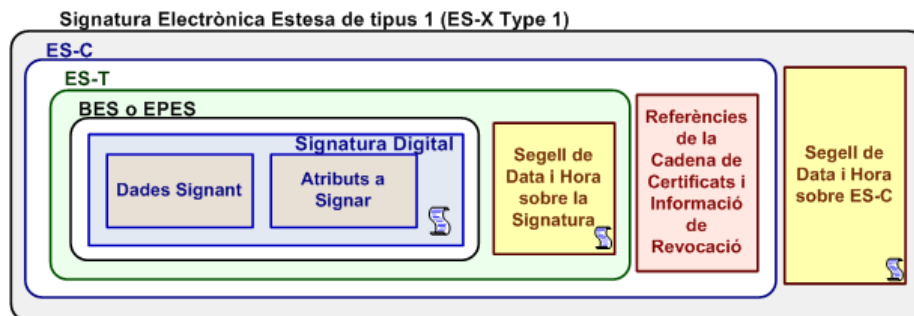 Signatura Electrònica Estesa de tipus 1 (ES-X Type 1)
ES-C
ES-T
BES o EPES
Signatura Digital
Dades Signant
Atributs a
Signar
Segell de
Data i Hora
sobre la
Signatura
Referències
de la
Cadena de
Certificats i
Informació
de
Revocació
Segell de
Data i Hora
sobre ES-C